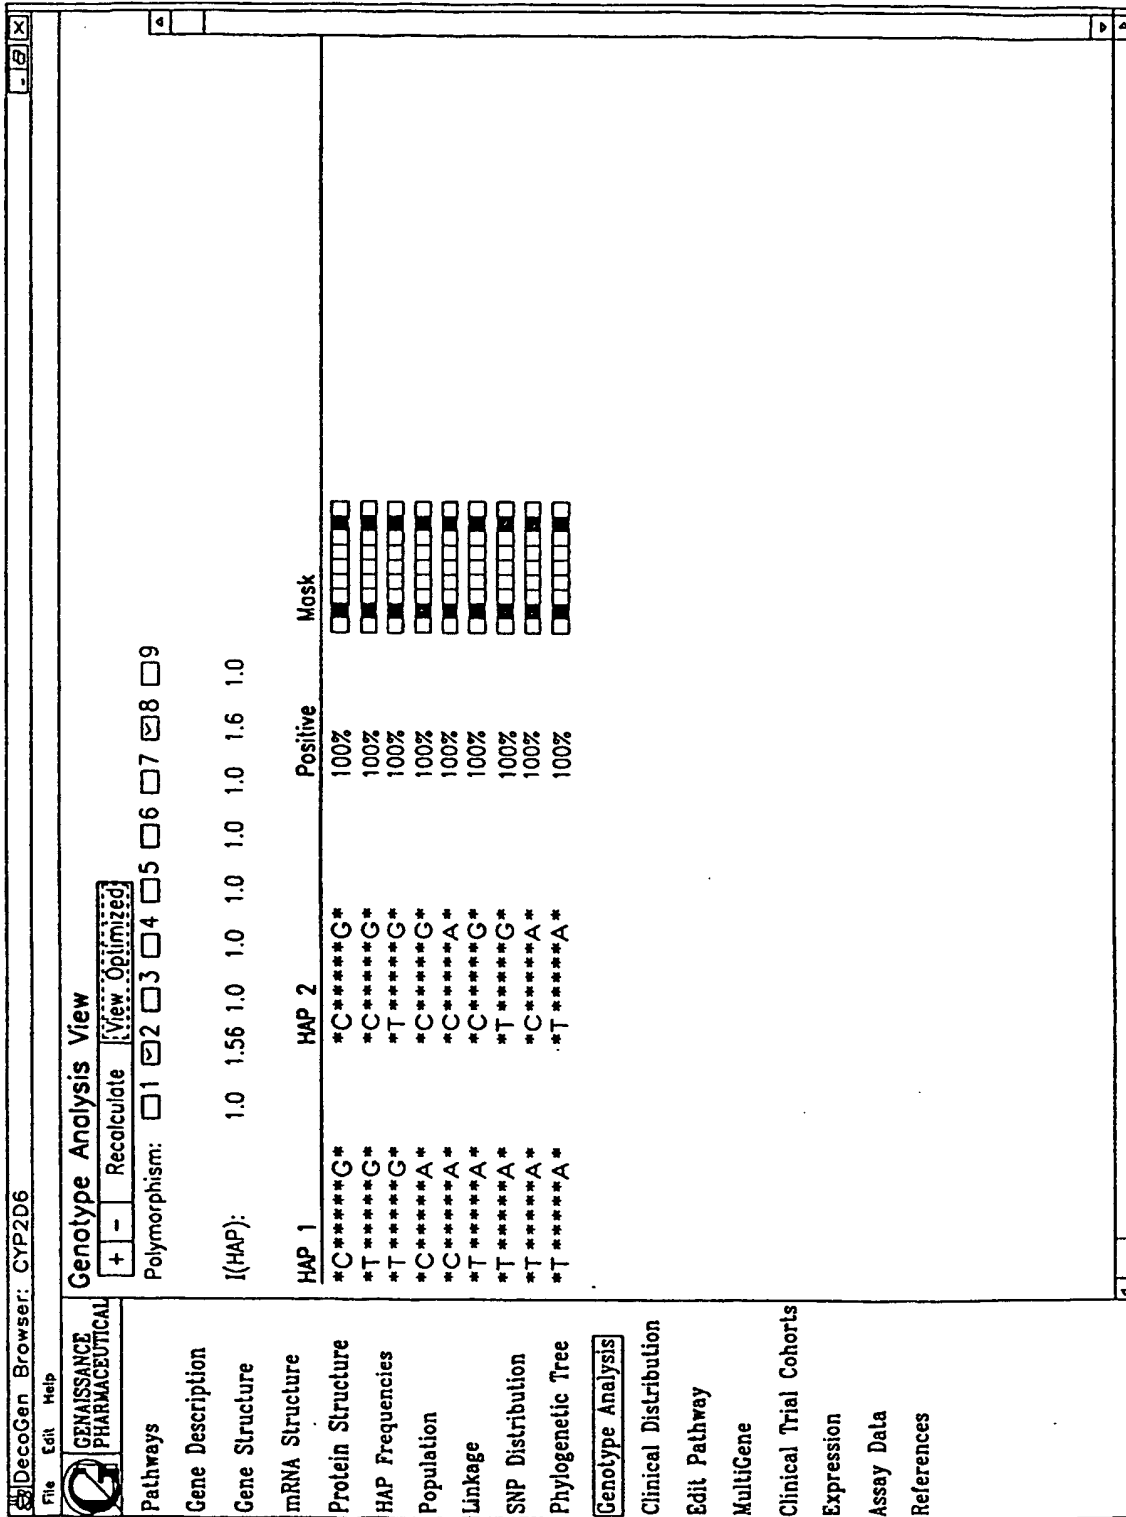 DecoGen Browser: CYP2D6
File Edit Help
GENAISSANCE
PHARMACEUTICAL
Pathways
Gene Description
Gene Structure
mRNA Structure
Protein Structure
HAP Frequencies
Population
Linkage
SNP Distribution
Phylogenetic Tree
Genotype Analysis
Clinical Distribution
Edit Pathway
MultiGene
Clinical Trial Cohorts
Expression
Assay Data
References
Genotype Analysis View
+ - Recalculate View Optimized
Polymorphism: 1 2 3 4 5 6 7 8 9
I(HAP): 1.0 1.56 1.0 1.0 1.0 1.0 1.0 1.6 1.0
HAP 1 HAP 2 Positive Mask
*C*****G* *C*****G* 100%
*T*****G* *C*****G* 100%
*T*****G* *T*****G* 100%
*C*****A* *C*****G* 100%
*C*****A* *C*****A* 100%
*T*****A* *C*****G* 100%
*T*****A* *T*****G* 100%
*T*****A* *C*****A* 100%
*T*****A* *T*****A* 100%